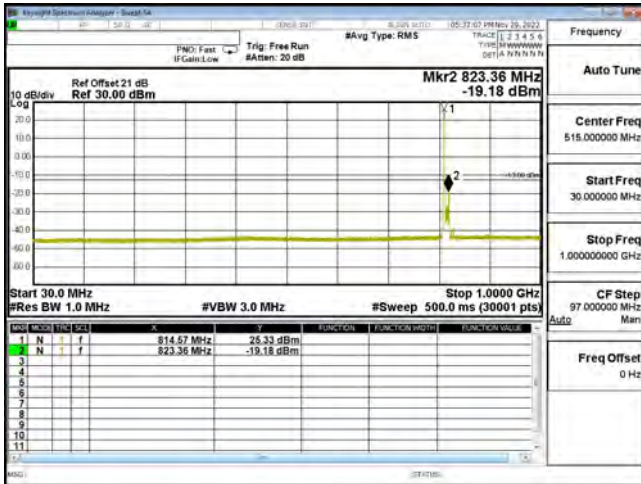 Keysight Spectrum Analyzer - Swept SA
05:37:07 PM Nov 29, 2022
#Avg Type: RMS
TRACE 1 2 3 4 5 6
TYPE M W W W W W
DET A N N N N N
PNO: Fast
IFGain:Low
Trig: Free Run
#Atten: 20 dB
Frequency
Auto Tune
Center Freq
515.000000 MHz
Start Freq
30.000000 MHz
Stop Freq
1.000000000 GHz
CF Step
97.000000 MHz
Auto Man
Freq Offset
0 Hz
Mkr2 823.36 MHz
-19.18 dBm
Ref Offset 21 dB
Ref 30.00 dBm
10 dB/div
Log
20.0
10.0
0.00
-10.0
-20.0
-30.0
-40.0
-50.0
-60.0
1
2
-13.00 dBm
Start 30.0 MHz
Stop 1.0000 GHz
#Res BW 1.0 MHz
#VBW 3.0 MHz
#Sweep 500.0 ms (30001 pts)
MKR MODE TRC SCL X Y FUNCTION FUNCTION WIDTH FUNCTION VALUE
1 N 1 f 814.57 MHz 25.33 dBm
2 N 1 f 823.36 MHz -19.18 dBm
3
4
5
6
7
8
9
10
11
MSG
STATUS